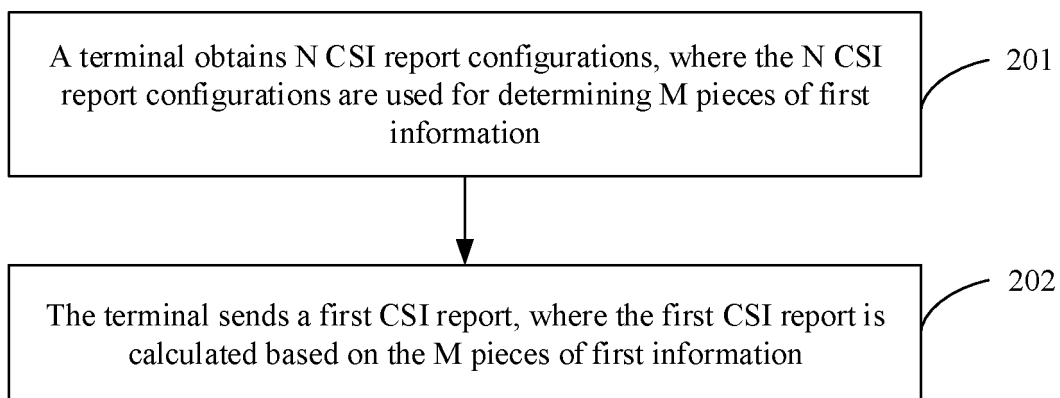 A terminal obtains N CSI report configurations, where the N CSI
report configurations are used for determining M pieces of first
information
201
The terminal sends a first CSI report, where the first CSI report is
calculated based on the M pieces of first information
202